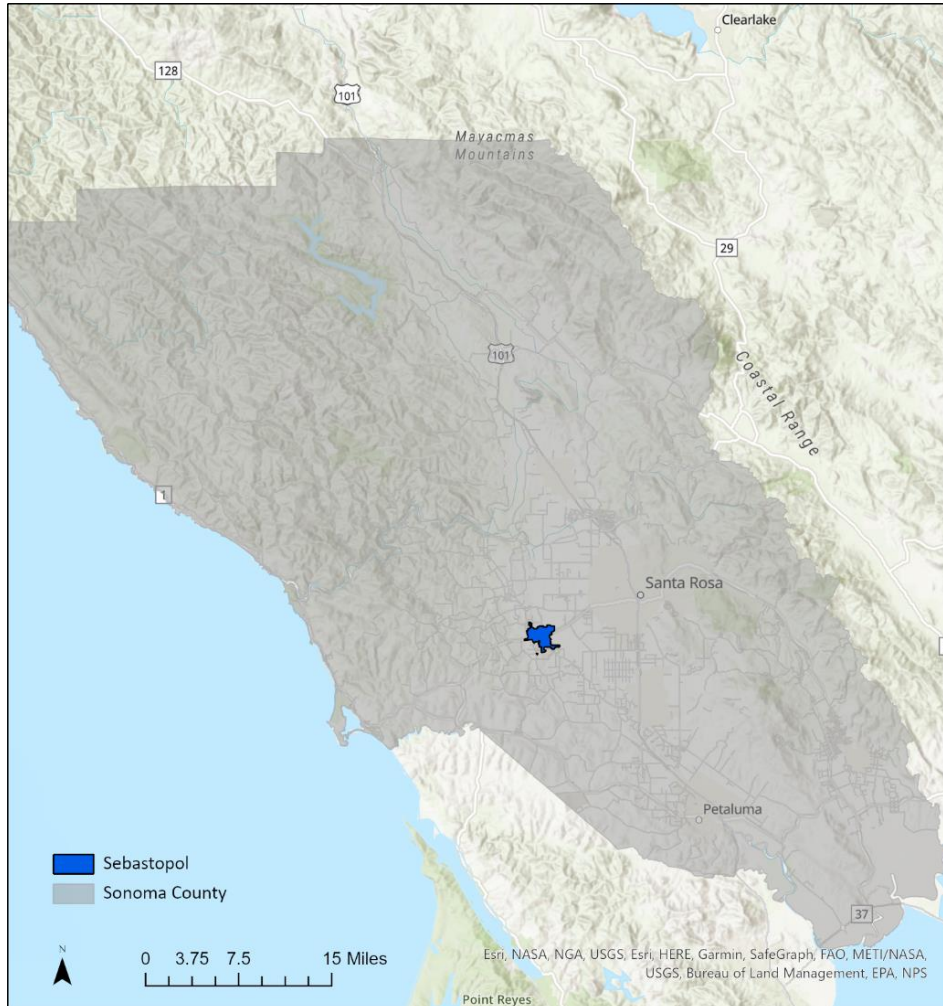 Clearlake
128
101
Mayacmas
Mountains
29
101
Coastal Range
1
Santa Rosa
Petaluma
Sebastopol
Sonoma County
37
N
0 3.75 7.5 15 Miles
Esri, NASA, NGA, USGS, Esri, HERE, Garmin, SafeGraph, FAO, METI/NASA,
USGS, Bureau of Land Management, EPA, NPS
Point Reyes